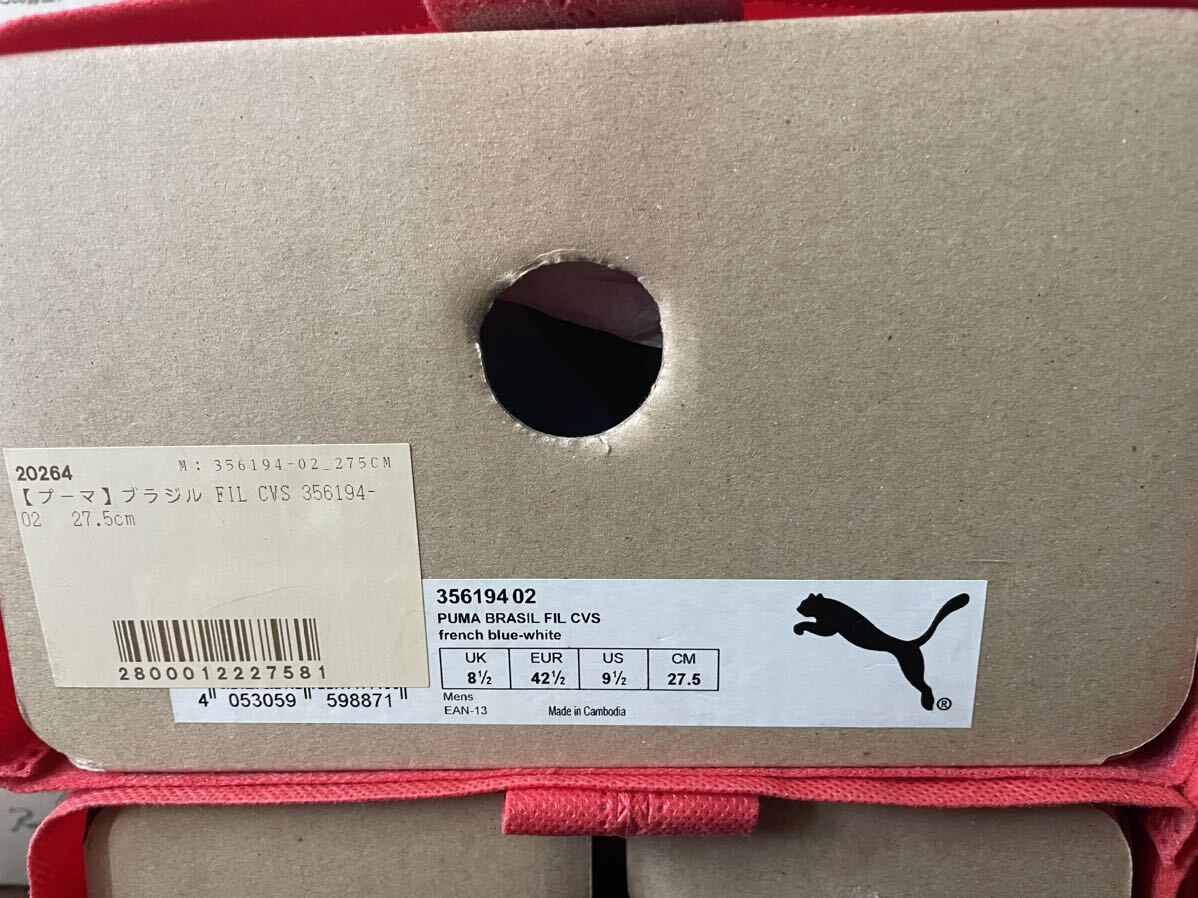 20264
M: 356194-02_275CM
【プーマ】ブラジル FIL CVS 356194-
02 27.5cm
2800012227581
356194 02
PUMA BRASIL FIL CVS
french blue-white
UK EUR US CM
8½ 42½ 9½ 27.5
4 053059 598871
Mens
EAN-13 Made in Cambodia
®